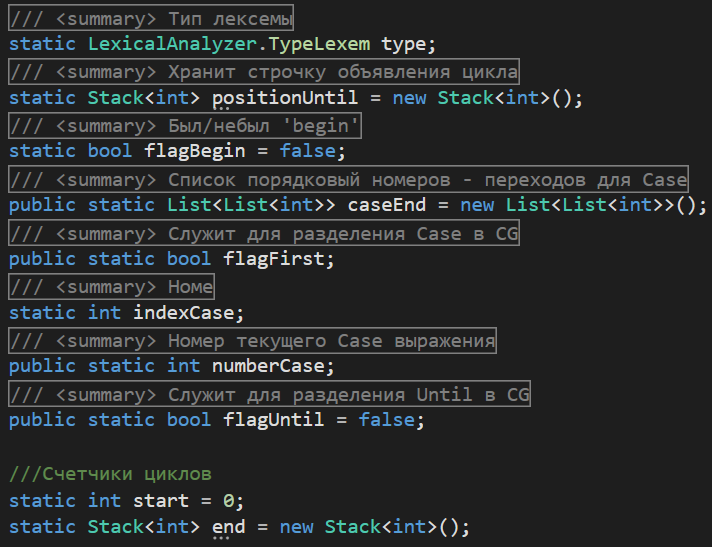 /// <summary> Тип лексемы
static LexicalAnalyzer.TypeLexem type;
/// <summary> Хранит строчку объявления цикла
static Stack<int> positionUntil = new Stack<int>();
/// <summary> Был/небыл 'begin'
static bool flagBegin = false;
/// <summary> Список порядковый номеров - переходов для Case
public static List<List<int>> caseEnd = new List<List<int>>();
/// <summary> Служит для разделения Case в CG
public static bool flagFirst;
/// <summary> Номе
static int indexCase;
/// <summary> Номер текущего Case выражения
public static int numberCase;
/// <summary> Служит для разделения Until в CG
public static bool flagUntil = false;
///Счетчики циклов
static int start = 0;
static Stack<int> end = new Stack<int>();